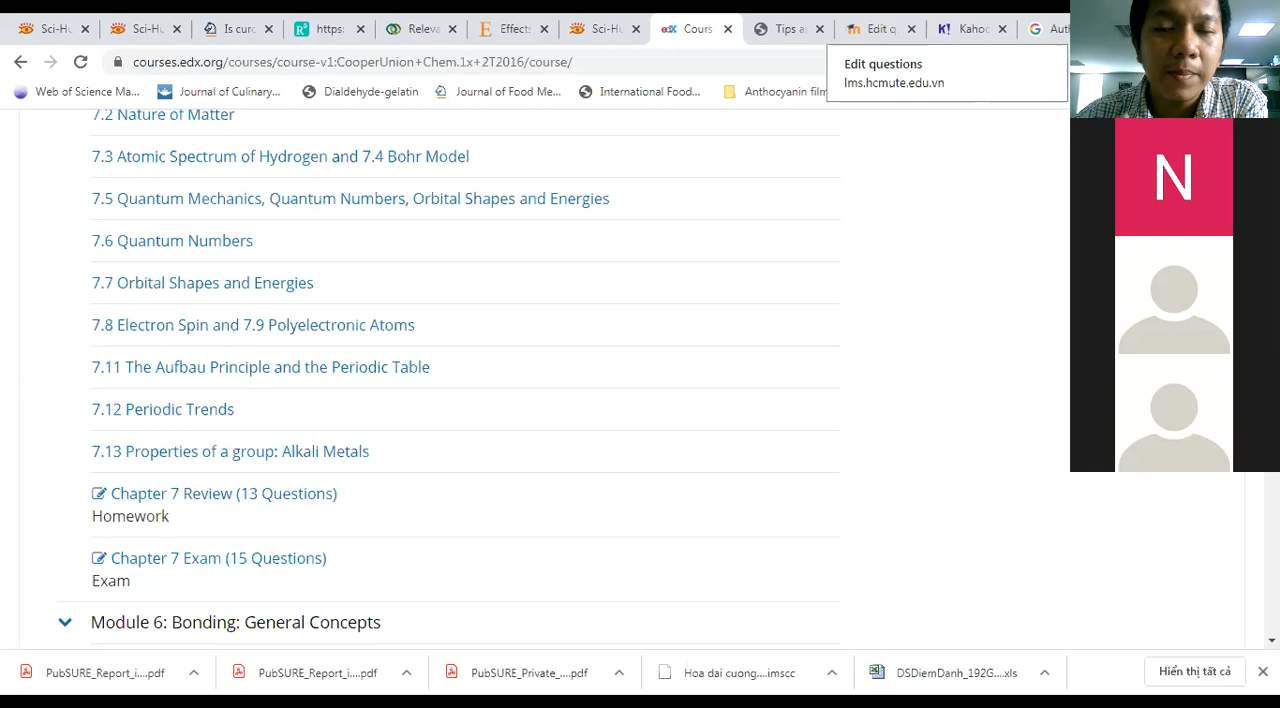 Sci-Hu
Sci-Hu
Is curc
https:
Releva
Effects
Sci-Hu
edX Cours
Tips a
Edit q
Kaho
Aut
courses.edx.org/courses/course-v1:CooperUnion+Chem.1x+2T2016/course/
Edit questions
lms.hcmute.edu.vn
Web of Science Ma...
Journal of Culinary...
Dialdehyde-gelatin
Journal of Food Me...
International Food...
Anthocyanin film
7.2 Nature of Matter
7.3 Atomic Spectrum of Hydrogen and 7.4 Bohr Model
7.5 Quantum Mechanics, Quantum Numbers, Orbital Shapes and Energies
7.6 Quantum Numbers
7.7 Orbital Shapes and Energies
7.8 Electron Spin and 7.9 Polyelectronic Atoms
7.11 The Aufbau Principle and the Periodic Table
7.12 Periodic Trends
7.13 Properties of a group: Alkali Metals
Chapter 7 Review (13 Questions)
Homework
Chapter 7 Exam (15 Questions)
Exam
Module 6: Bonding: General Concepts
N
PubSURE_Report_i....pdf
PubSURE_Report_i....pdf
PubSURE_Private_....pdf
Hoa dai cuong....imscc
DSDiemDanh_192G....xls
Hiển thị tất cả